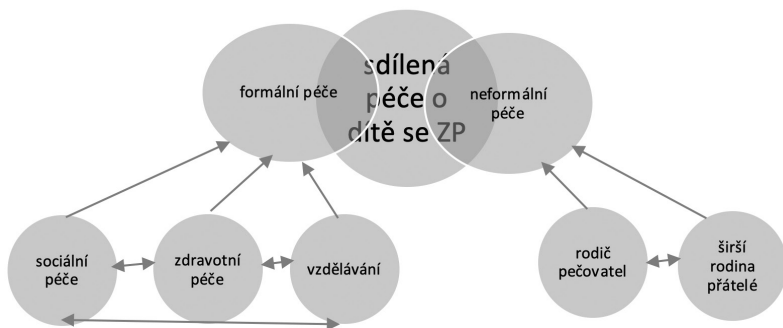 formální péče
sdílená
péče o
dítě se ZP
neformální
péče
sociální
péče
zdravotní
péče
vzdělávání
rodič
pečovatel
širší
rodina
přátelé